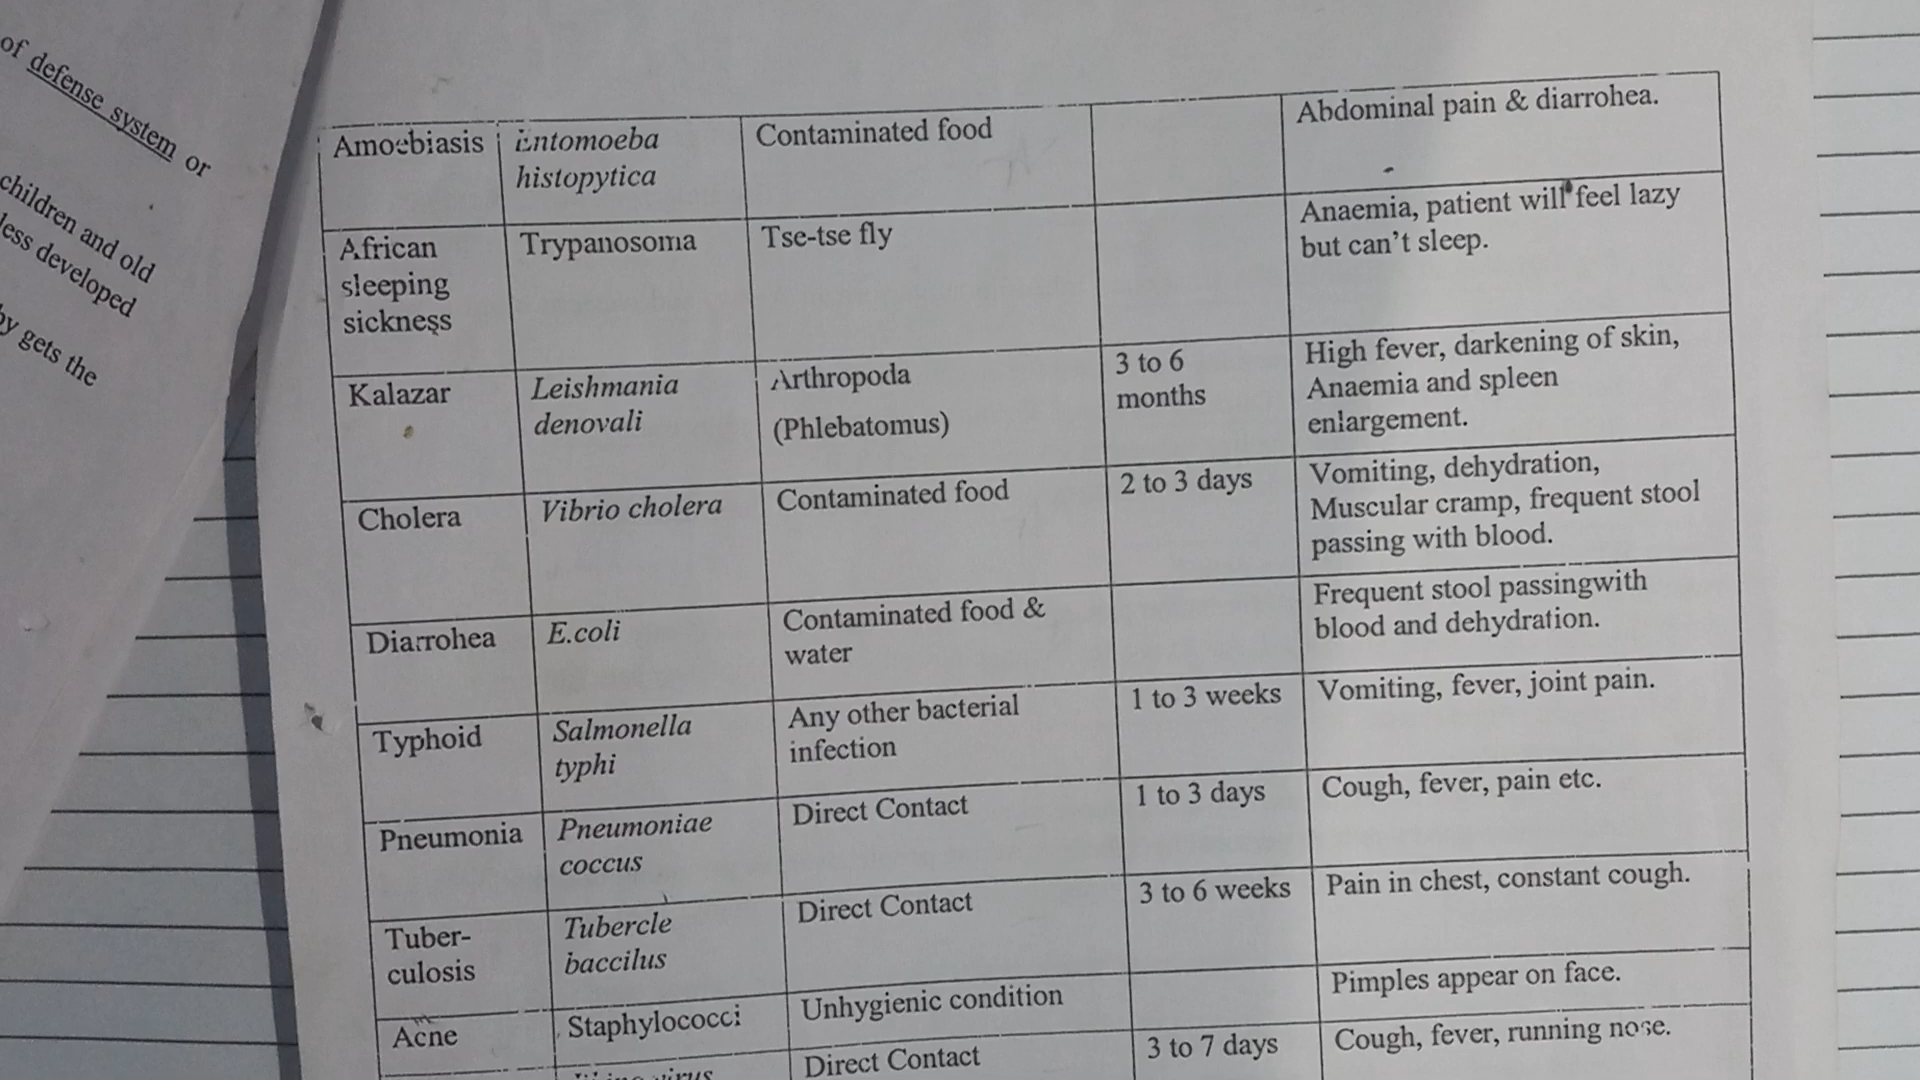 of defense system or
children and old
less developed
by gets the
Amoebiasis
Entomoeba
histopytica
Contaminated food
Abdominal pain & diarrohea.
African
sleeping
sickness
Trypanosoma
Tse-tse fly
Anaemia, patient will feel lazy
but can't sleep.
Kalazar
Leishmania
denovali
Arthropoda
(Phlebatomus)
3 to 6
months
High fever, darkening of skin,
Anaemia and spleen
enlargement.
Cholera
Vibrio cholera
Contaminated food
2 to 3 days
Vomiting, dehydration,
Muscular cramp, frequent stool
passing with blood.
Diarrohea
E.coli
Contaminated food &
water
Frequent stool passingwith
blood and dehydration.
Typhoid
Salmonella
typhi
Any other bacterial
infection
1 to 3 weeks
Vomiting, fever, joint pain.
Pneumonia
Pneumoniae
coccus
Direct Contact
1 to 3 days
Cough, fever, pain etc.
Tuber-
culosis
Tubercle
baccilus
Direct Contact
3 to 6 weeks
Pain in chest, constant cough.
Acne
Staphylococci
Unhygienic condition
Pimples appear on face.
virus
Direct Contact
3 to 7 days
Cough, fever, running nose.